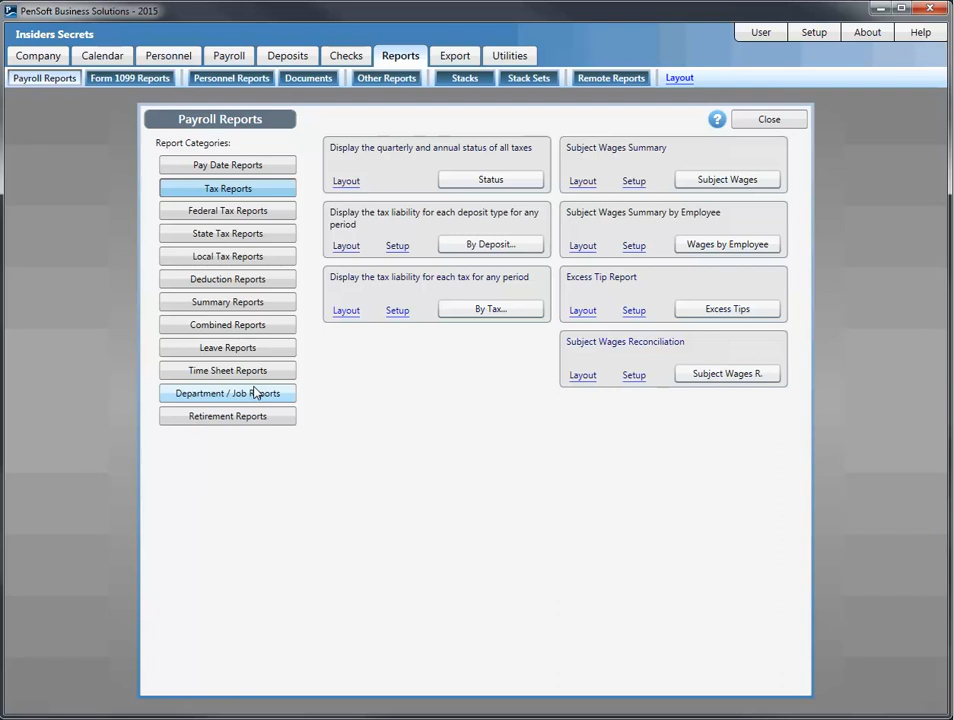 PenSoft Business Solutions - 2015
Insiders Secrets
User Setup About Help
Company Calendar Personnel Payroll Deposits Checks Reports Export Utilities
Payroll Reports Form 1099 Reports Personnel Reports Documents Other Reports Stacks Stack Sets Remote Reports Layout
Payroll Reports
? Close
Report Categories:
Pay Date Reports
Tax Reports
Federal Tax Reports
State Tax Reports
Local Tax Reports
Deduction Reports
Summary Reports
Combined Reports
Leave Reports
Time Sheet Reports
Department / Job Reports
Retirement Reports
Display the quarterly and annual status of all taxes
Layout Status
Display the tax liability for each deposit type for any
period
Layout Setup By Deposit...
Display the tax liability for each tax for any period
Layout Setup By Tax...
Subject Wages Summary
Layout Setup Subject Wages
Subject Wages Summary by Employee
Layout Setup Wages by Employee
Excess Tip Report
Layout Setup Excess Tips
Subject Wages Reconciliation
Layout Setup Subject Wages R.